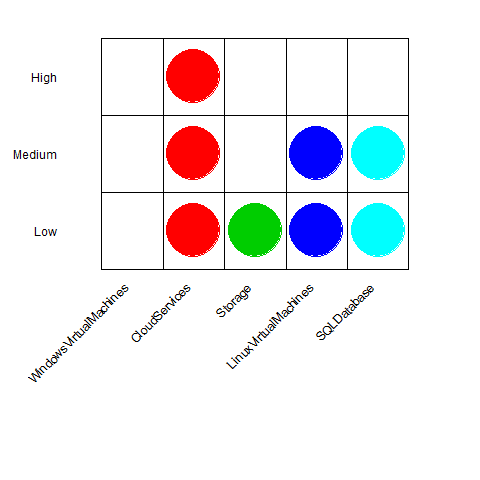 High
Medium
Low
WindowsVirtualMachines
CloudServices
Storage
LinuxVirtualMachines
SQLDatabase